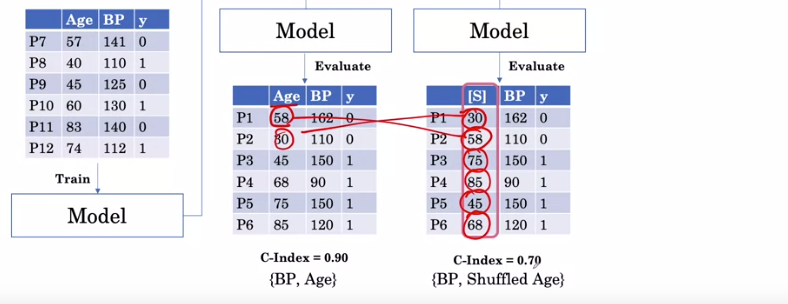 Age BP y
P7 57 141 0
P8 40 110 1
P9 45 125 0
P10 60 130 1
P11 83 140 0
P12 74 112 1
Train
Model
Model
Evaluate
Age BP y
P1 58 162 0
P2 30 110 0
P3 45 150 1
P4 68 90 1
P5 75 150 1
P6 85 120 1
C-Index = 0.90
{BP, Age}
Model
Evaluate
[S] BP y
P1 30 162 0
P2 58 110 0
P3 75 150 1
P4 85 90 1
P5 45 150 1
P6 68 120 1
C-Index = 0.70
{BP, Shuffled Age}